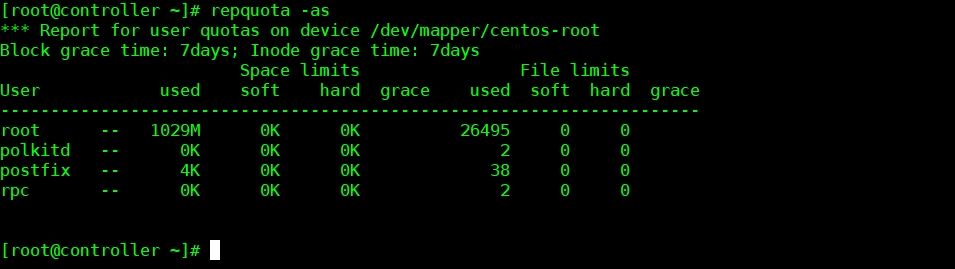 [root@controller ~]# repquota -as
*** Report for user quotas on device /dev/mapper/centos-root
Block grace time: 7days; Inode grace time: 7days
                        Space limits                File limits
User            used    soft    hard  grace    used  soft  hard  grace
----------------------------------------------------------------------
root      --   1029M      0K      0K          26495     0     0
polkitd   --      0K      0K      0K              2     0     0
postfix   --      4K      0K      0K             38     0     0
rpc       --      0K      0K      0K              2     0     0
[root@controller ~]#